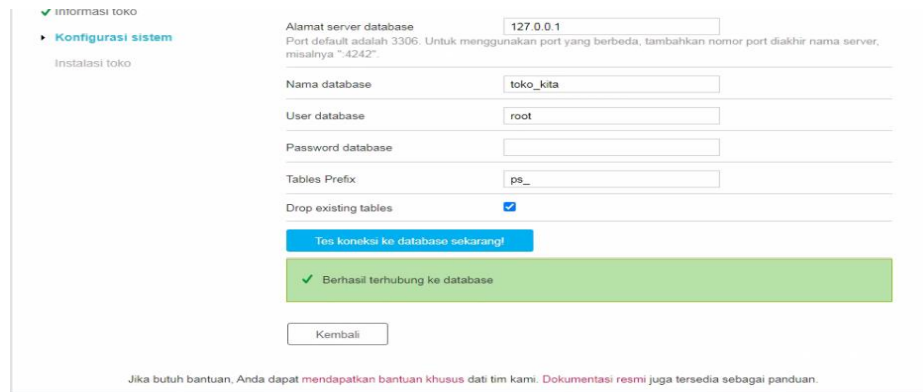 Informasi toko
Konfigurasi sistem
Instalasi toko
Alamat server database 127.0.0.1
Port default adalah 3306. Untuk menggunakan port yang berbeda, tambahkan nomor port diakhir nama server,
misalnya ":4242".
Nama database toko_kita
User database root
Password database
Tables Prefix ps_
Drop existing tables
Tes koneksi ke database sekarang!
Berhasil terhubung ke database
Kembali
Jika butuh bantuan, Anda dapat mendapatkan bantuan khusus dati tim kami. Dokumentasi resmi juga tersedia sebagai panduan.